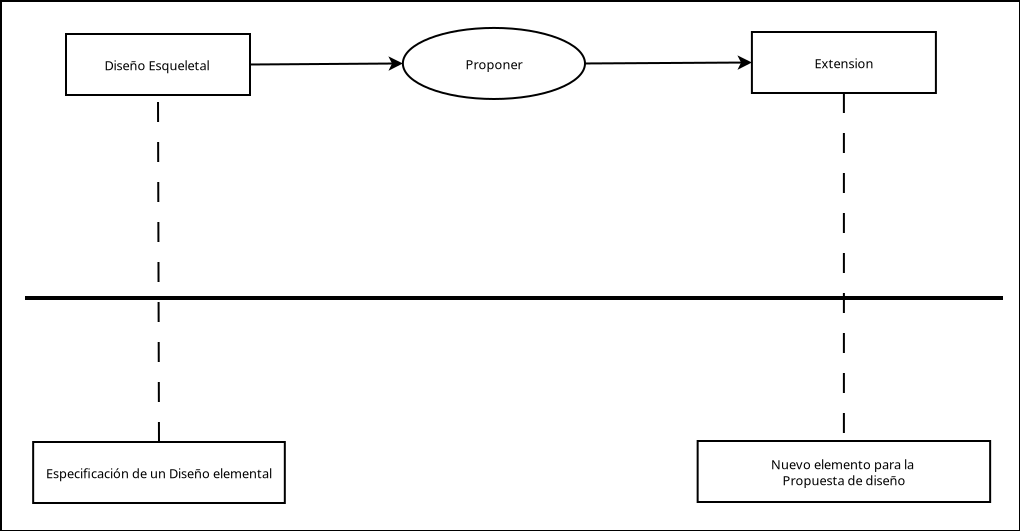 Diseño Esqueletal
Proponer
Extension
Especificación de un Diseño elemental
Nuevo elemento para la
Propuesta de diseño